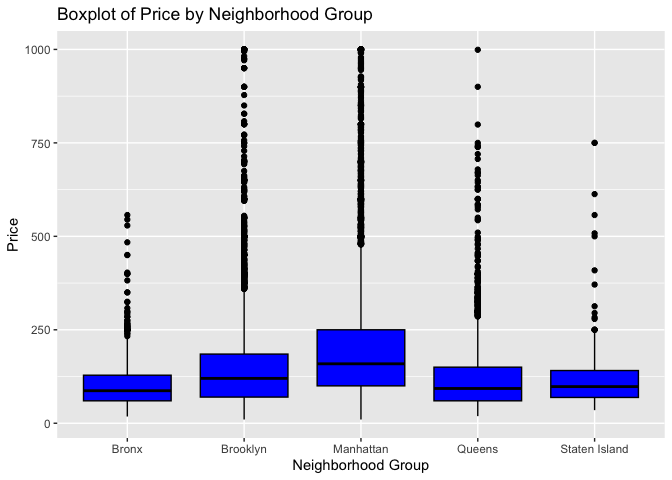 Boxplot of Price by Neighborhood Group
1000
750
500
250
0
Price
Bronx Brooklyn Manhattan Queens Staten Island
Neighborhood Group